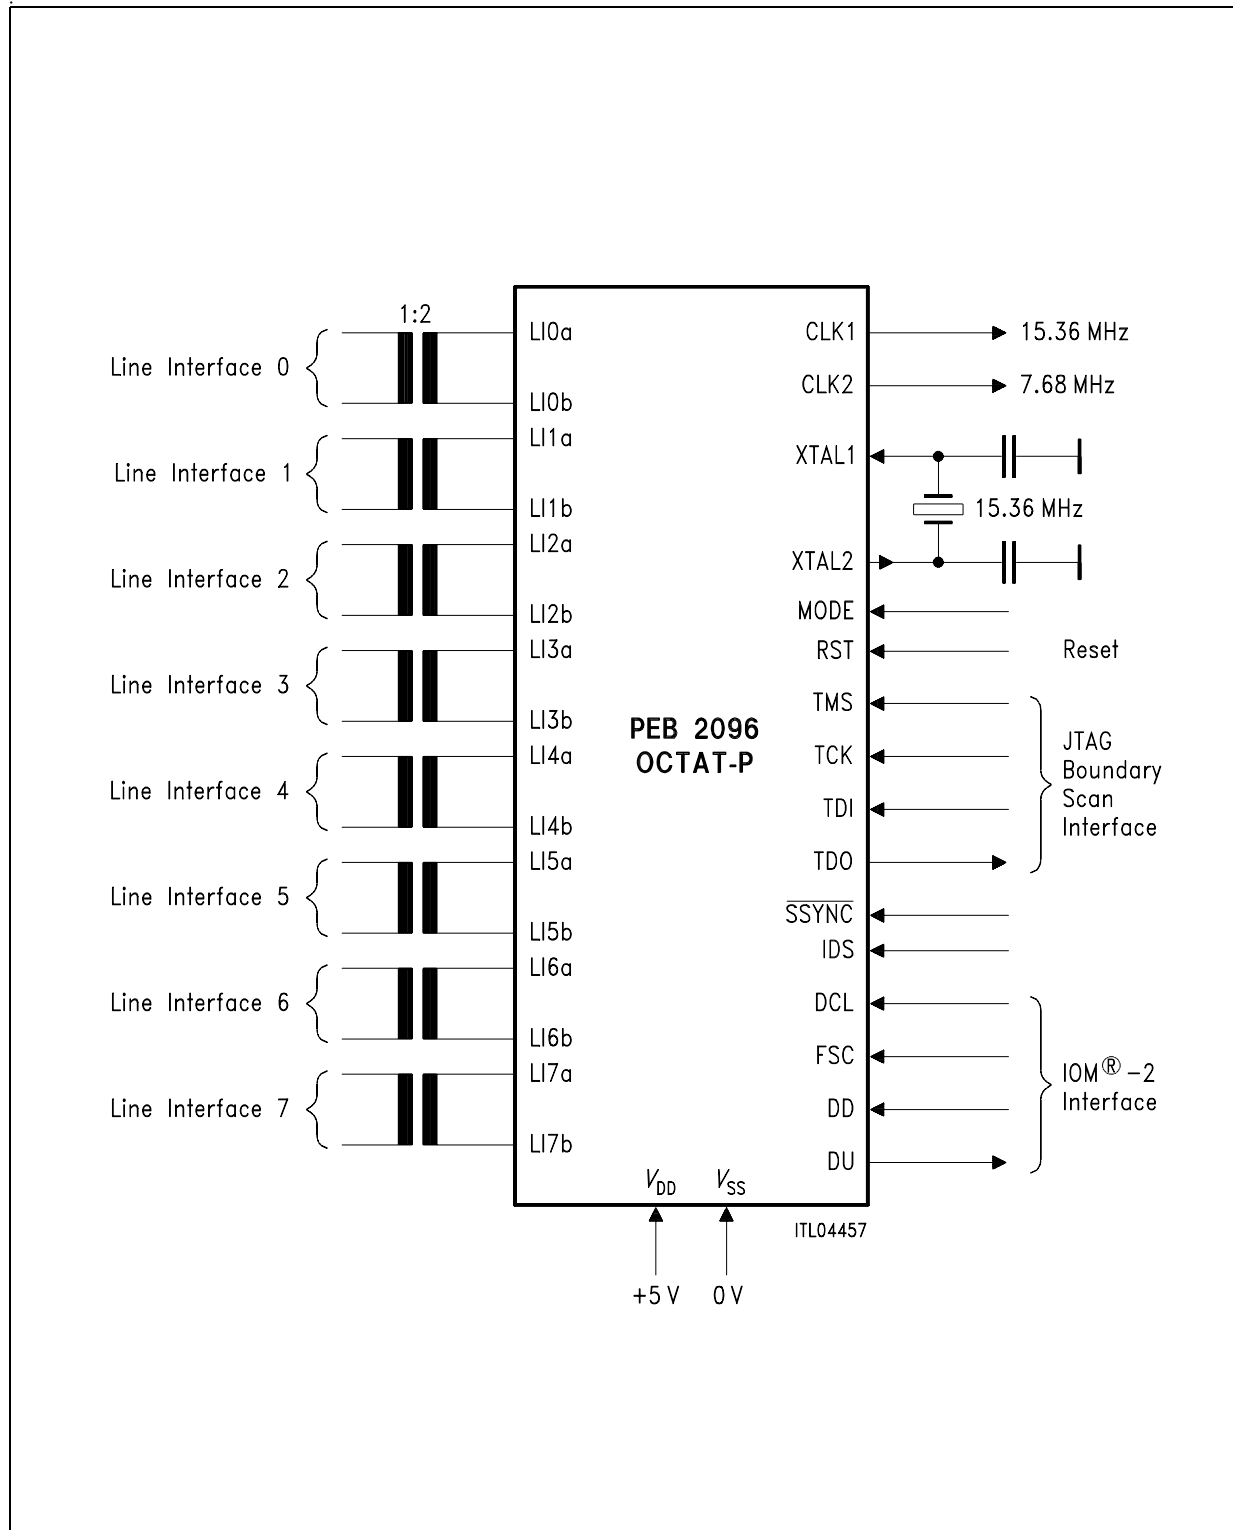 1:2
Line Interface 0
Line Interface 1
Line Interface 2
Line Interface 3
Line Interface 4
Line Interface 5
Line Interface 6
Line Interface 7
LI0a
LI0b
LI1a
LI1b
LI2a
LI2b
LI3a
LI3b
LI4a
LI4b
LI5a
LI5b
LI6a
LI6b
LI7a
LI7b
PEB 2096
OCTAT-P
CLK1
CLK2
XTAL1
XTAL2
MODE
RST
TMS
TCK
TDI
TDO
SSYNC
IDS
DCL
FSC
DD
DU
15.36 MHz
7.68 MHz
15.36 MHz
Reset
JTAG
Boundary
Scan
Interface
IOM®-2
Interface
VDD
VSS
+5 V
0 V
ITL04457